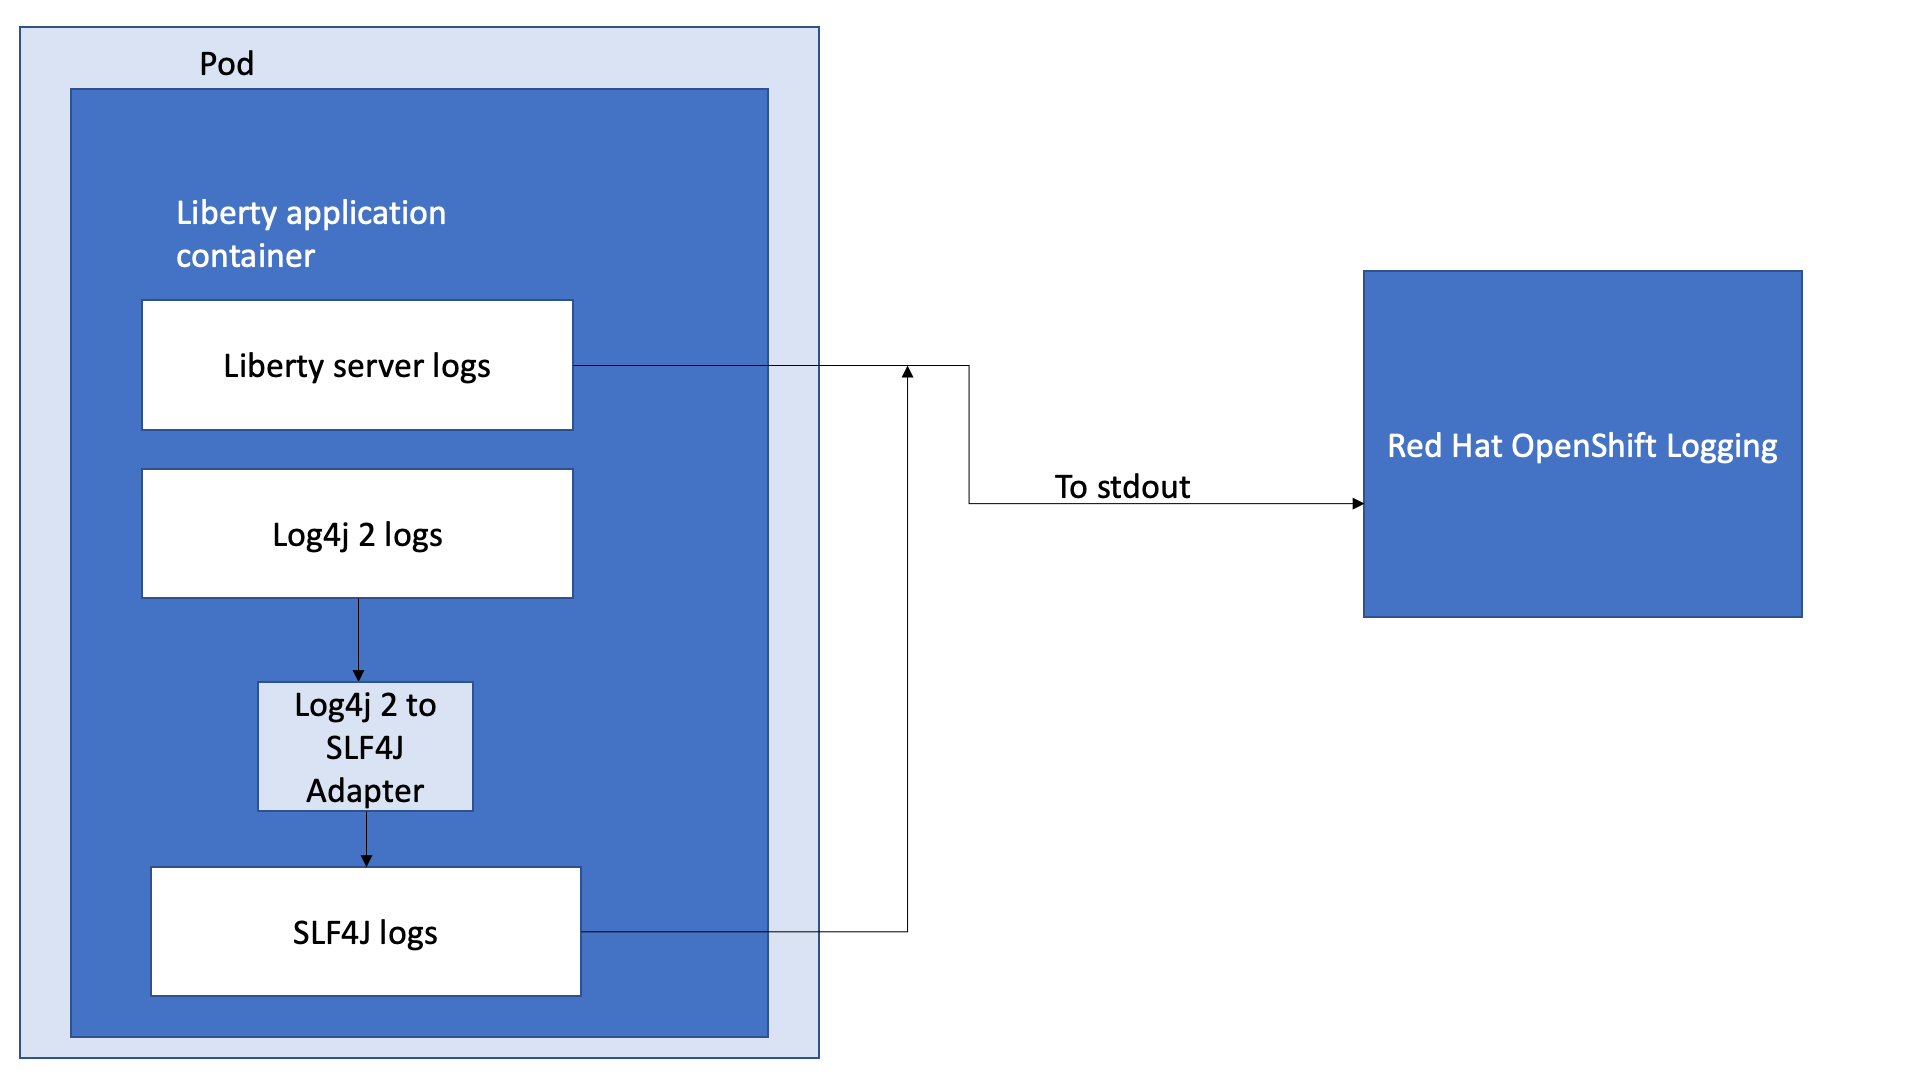 Pod
Liberty application
container
Liberty server logs
Log4j 2 logs
Log4j 2 to
SLF4J
Adapter
SLF4J logs
To stdout
Red Hat OpenShift Logging